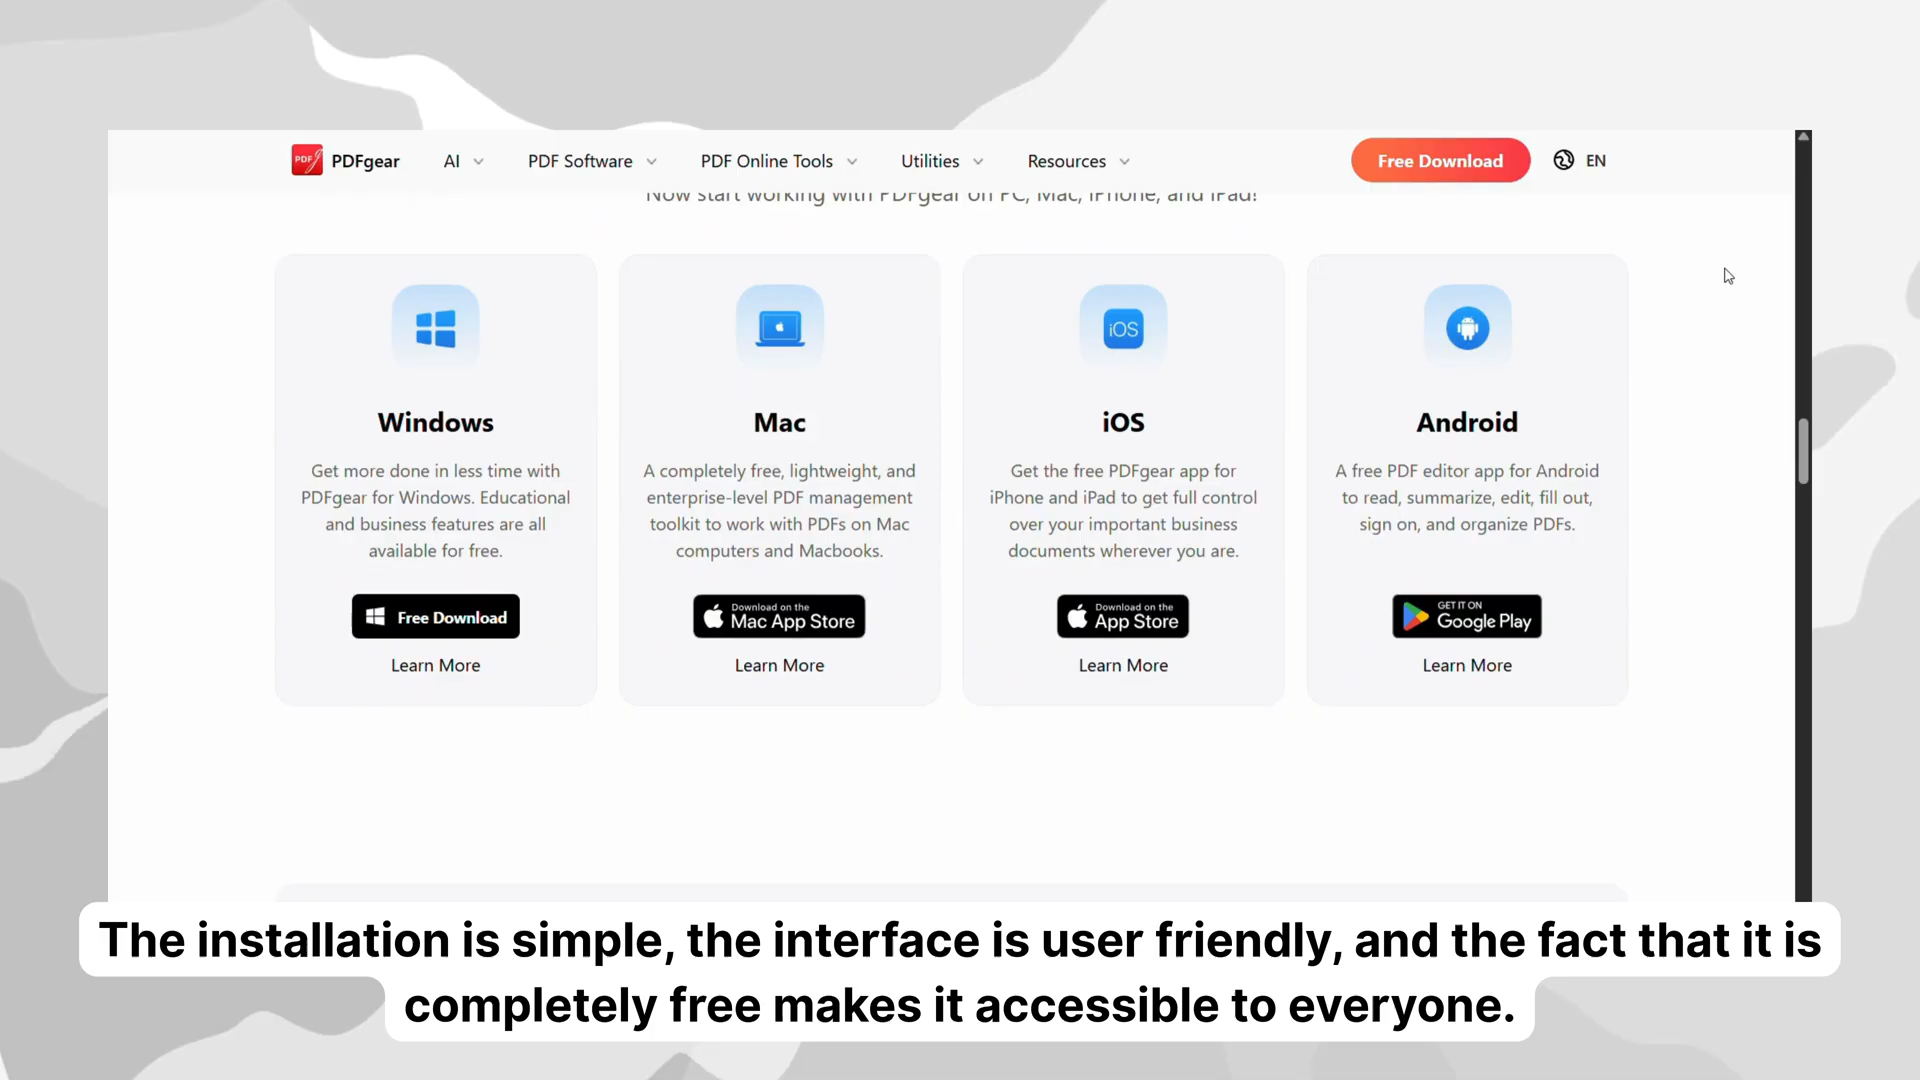 PDF
PDFgear
AI
PDF Software
PDF Online Tools
Utilities
Resources
Free Download
EN
Now start working with PDFgear on PC, Mac, iPhone, and iPad!
iOS
Windows
Get more done in less time with
PDFgear for Windows. Educational
and business features are all
available for free.
Free Download
Learn More
Mac
A completely free, lightweight, and
enterprise-level PDF management
toolkit to work with PDFs on Mac
computers and Macbooks.
Download on the
Mac App Store
Learn More
iOS
Get the free PDFgear app for
iPhone and iPad to get full control
over your important business
documents wherever you are.
Download on the
App Store
Learn More
Android
A free PDF editor app for Android
to read, summarize, edit, fill out,
sign on, and organize PDFs.
GET IT ON
Google Play
Learn More
The installation is simple, the interface is user friendly, and the fact that it is
completely free makes it accessible to everyone.